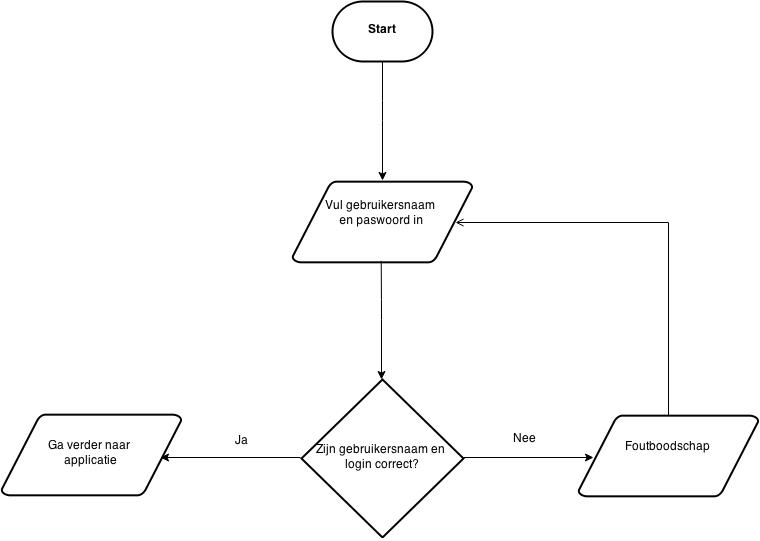 Start
Vul gebruikersnaam
en paswoord in
Ga verder naar
applicatie
Ja
Zijn gebruikersnaam en
login correct?
Nee
Foutboodschap